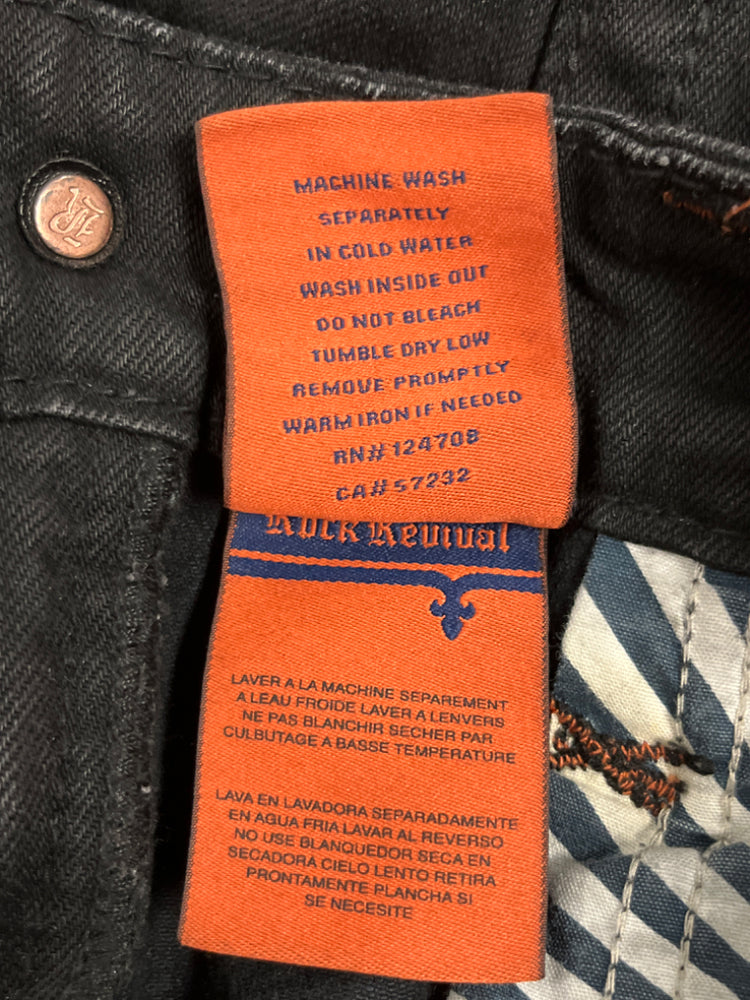 MACHINE WASH
SEPARATELY
IN COLD WATER
WASH INSIDE OUT
DO NOT BLEACH
TUMBLE DRY LOW
REMOVE PROMPTLY
WARM IRON IF NEEDED
RN# 124708
CA# 57232
Rock Revival
LAVER A LA MACHINE SEPAREMENT
A LEAU FROIDE LAVER A LENVERS
NE PAS BLANCHIR SECHER PAR
CULBUTAGE A BASSE TEMPERATURE
LAVA EN LAVADORA SEPARADAMENTE
EN AGUA FRIA LAVAR AL REVERSO
NO USE BLANQUEDOR SECA EN
SECADORA CIELO LENTO RETIRA
PRONTAMENTE PLANCHA SI
SE NECESITE